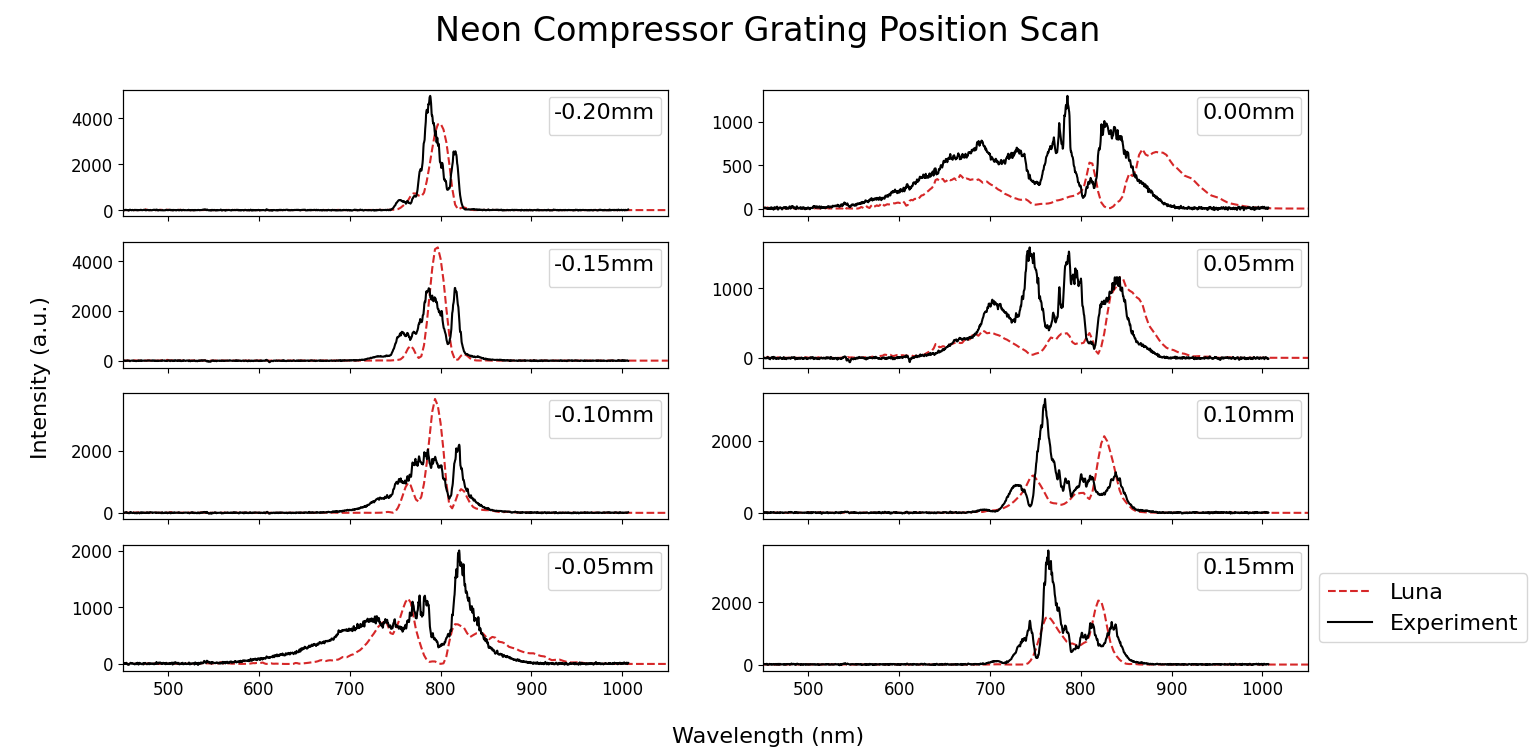 Neon Compressor Grating Position Scan
Intensity (a.u.)
-0.20mm
4000
2000
0
-0.15mm
4000
2000
0
-0.10mm
2000
0
-0.05mm
2000
1000
0
500 600 700 800 900 1000
0.00mm
1000
500
0
0.05mm
1000
0
0.10mm
2000
0
0.15mm
2000
0
500 600 700 800 900 1000
Luna
Experiment
Wavelength (nm)